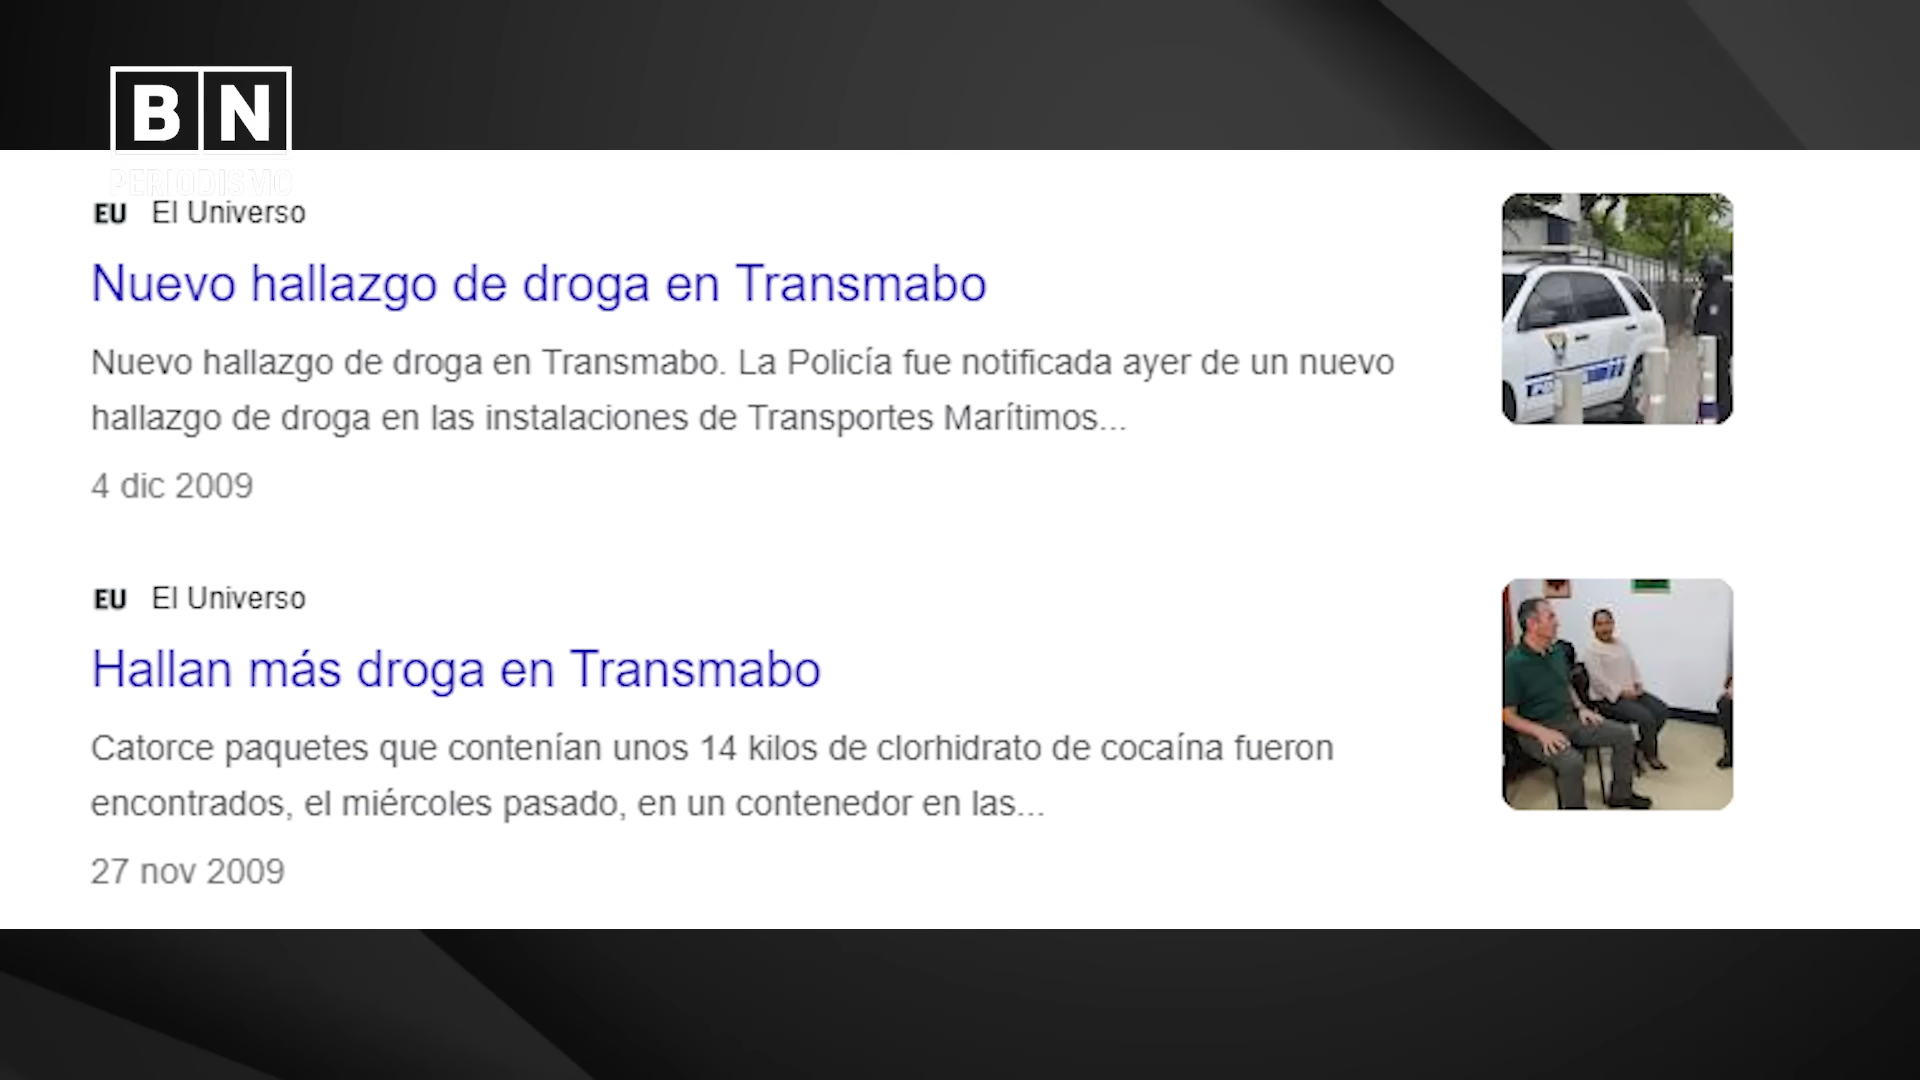 BN
PERIODISMO
EU El Universo
Nuevo hallazgo de droga en Transmabo
Nuevo hallazgo de droga en Transmabo. La Policía fue notificada ayer de un nuevo
hallazgo de droga en las instalaciones de Transportes Marítimos...
4 dic 2009
EU El Universo
Hallan más droga en Transmabo
Catorce paquetes que contenían unos 14 kilos de clorhidrato de cocaína fueron
encontrados, el miércoles pasado, en un contenedor en las...
27 nov 2009